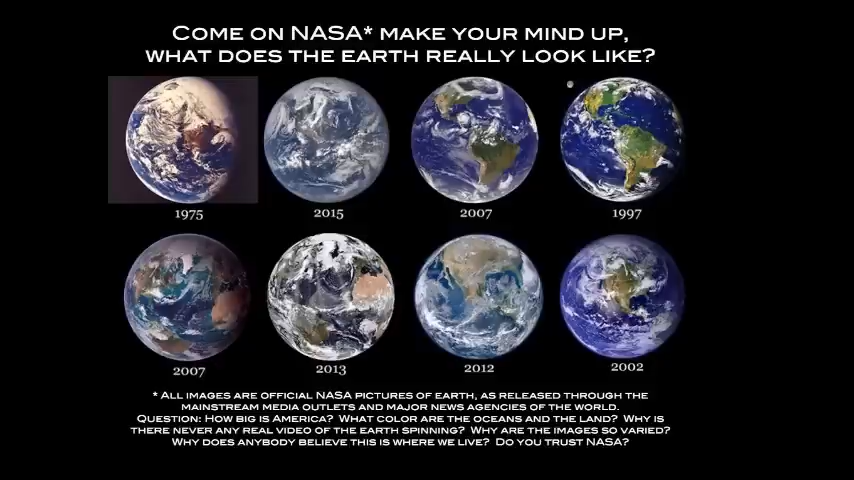 Come on NASA* make your mind up,
what does the earth really look like?
1975
2015
2007
1997
2007
2013
2012
2002
* All images are official NASA pictures of earth, as released through the
mainstream media outlets and major news agencies of the world.
Question: How big is America? What color are the oceans and the land? Why is
there never any real video of the earth spinning? Why are the images so varied?
Why does anybody believe this is where we live? Do you trust NASA?